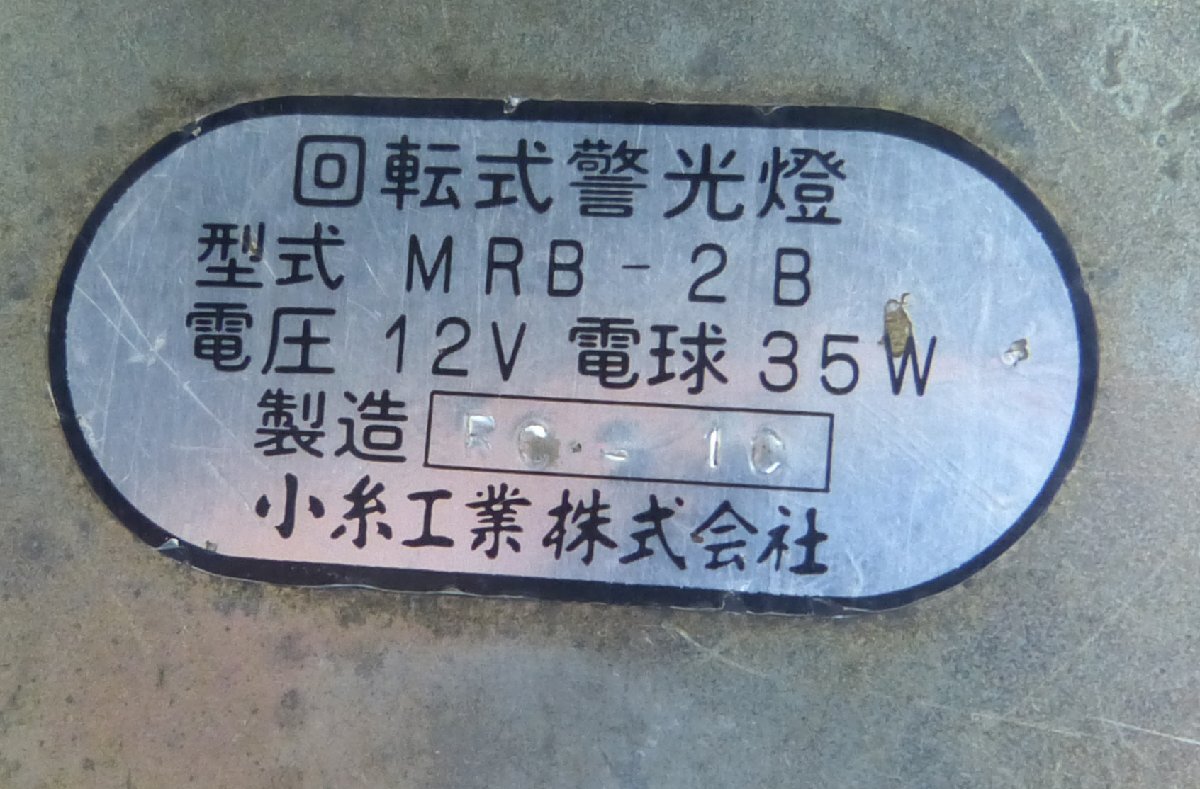 回転式警光燈
型式 MRB-2B
電圧 12V 電球 35W
製造
小糸工業株式会社